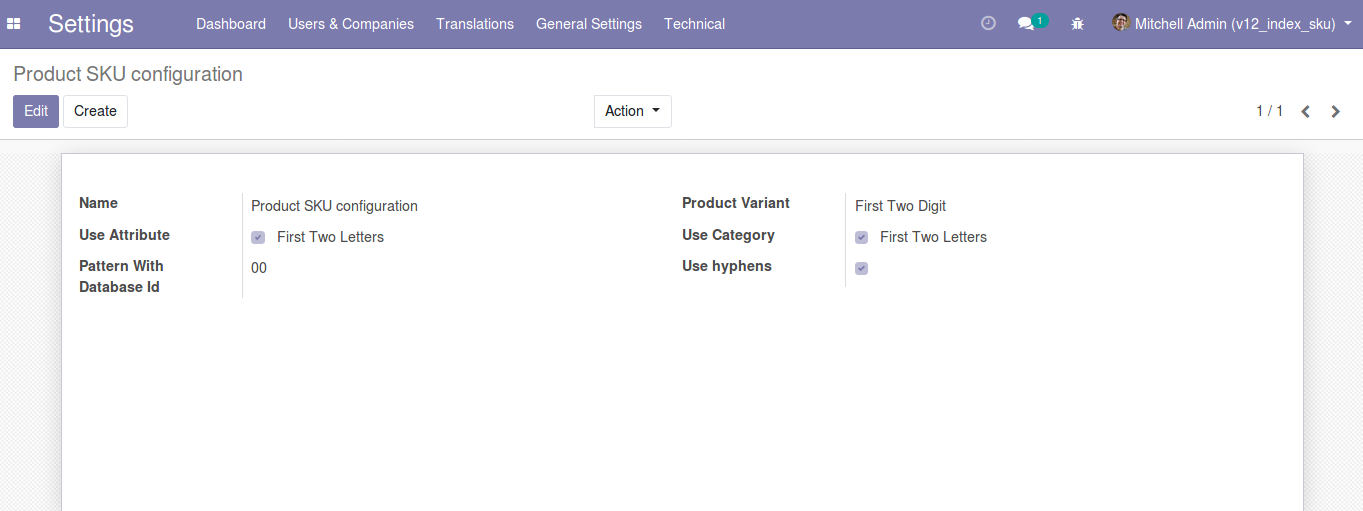 Settings Dashboard Users & Companies Translations General Settings Technical 1 Mitchell Admin (v12_index_sku)
Product SKU configuration
Edit Create Action 1 / 1
Name Product SKU configuration Product Variant First Two Digit
Use Attribute First Two Letters Use Category First Two Letters
Pattern With 00 Use hyphens
Database Id